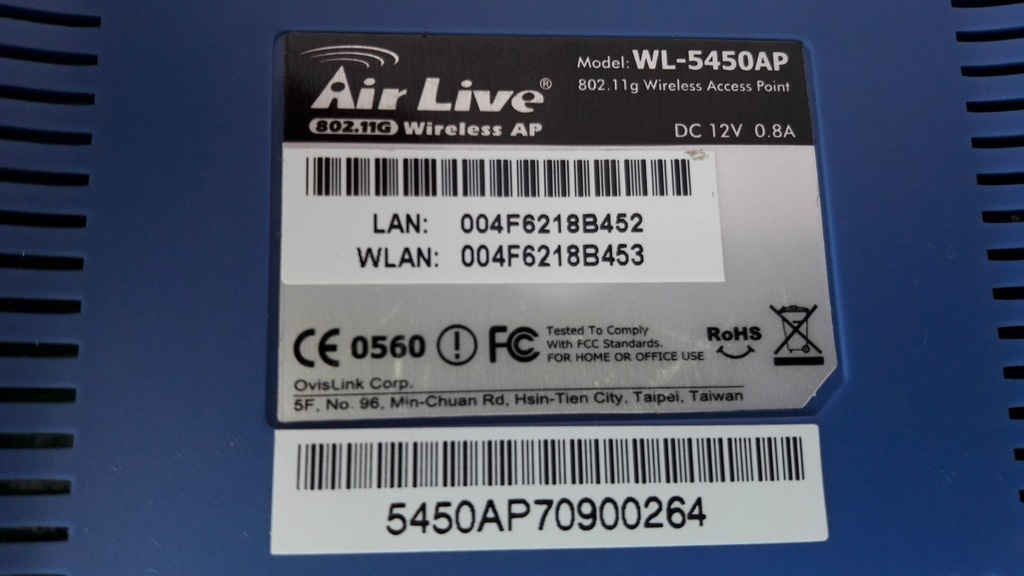 Air Live®
802.11G Wireless AP
Model: WL-5450AP
802.11g Wireless Access Point
DC 12V 0.8A
LAN: 004F6218B452
WLAN: 004F6218B453
CE 0560 FC
Tested To Comply
With FCC Standards.
FOR HOME OR OFFICE USE
RoHS
OvisLink Corp.
5F, No. 96, Min-Chuan Rd, Hsin-Tien City, Taipei, Taiwan
5450AP70900264